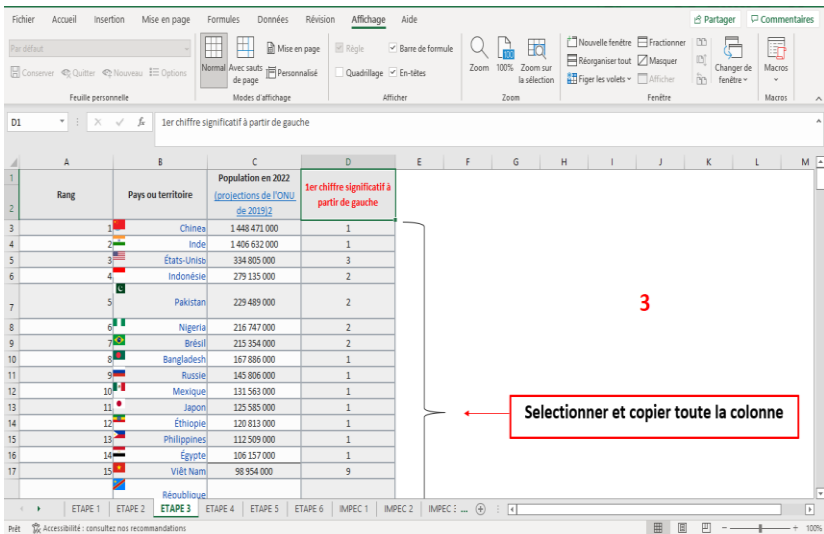 Fichier Accueil Insertion Mise en page Formules Données Révision Affichage Aide Partager Commentaires
Par défaut
Conserver Quitter Nouveau Options
Feuille personnelle
Normal Avec sauts de page
Mise en page
Personnalisé
Modes d'affichage
Règle Barre de formule
Quadrillage En-têtes
Afficher
Zoom 100% Zoom sur la sélection
Zoom
Nouvelle fenêtre Fractionner
Réorganiser tout Masquer
Figer les volets Afficher
Changer de fenêtre
Fenêtre
Macros
Macros
D1 fx 1er chiffre significatif à partir de gauche
A B C D E F G H I J K L M
1
2
Rang Pays ou territoire Population en 2022 (projections de l'ONU de 2019)2 1er chiffre significatif à partir de gauche
3 1 Chinea 1 448 471 000 1
4 2 Inde 1 406 632 000 1
5 3 États-Unisb 334 805 000 3
6 4 Indonésie 279 135 000 2
7 5 Pakistan 229 489 000 2
3
8 6 Nigeria 216 747 000 2
9 7 Brésil 215 354 000 2
10 8 Bangladesh 167 886 000 1
11 9 Russie 145 806 000 1
12 10 Mexique 131 563 000 1
13 11 Japon 125 585 000 1
Selectionner et copier toute la colonne
14 12 Éthiopie 120 813 000 1
15 13 Philippines 112 509 000 1
16 14 Égypte 106 157 000 1
17 15 Viêt Nam 98 954 000 9
République
ETAPE 1 ETAPE 2 ETAPE 3 ETAPE 4 ETAPE 5 ETAPE 6 IMPEC 1 IMPEC 2 IMPEC 3 ...
Prêt Accessibilité : consultez nos recommandations 100%